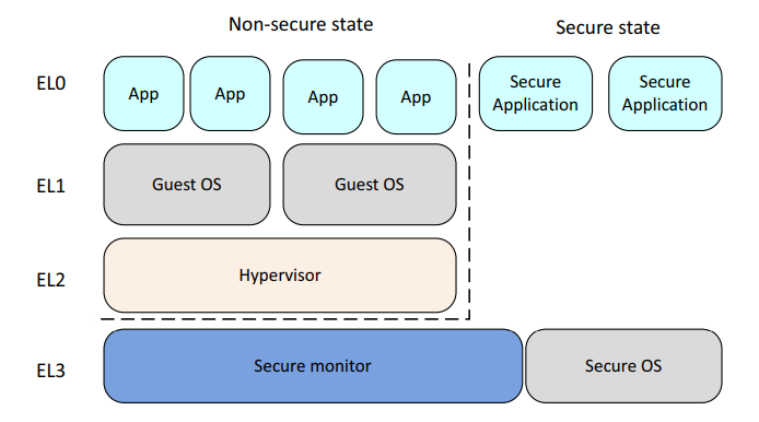 Non-secure state
Secure state
EL0
App
App
App
App
Secure
Application
Secure
Application
EL1
Guest OS
Guest OS
EL2
Hypervisor
EL3
Secure monitor
Secure OS